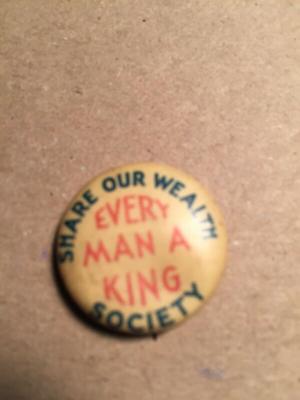 SHARE OUR WEALTH
EVERY
MAN A
KING
SOCIETY